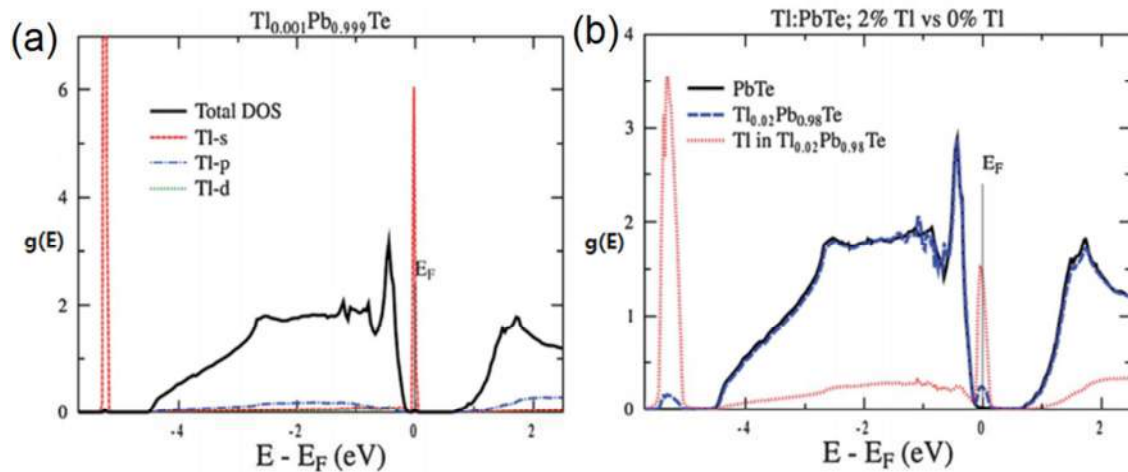 (a)
Tl0.001Pb0.999Te
6
4
2
0
g(E)
Total DOS
Tl-s
Tl-p
Tl-d
EF
-4
-2
0
2
E - EF (eV)
(b)
Tl:PbTe; 2% Tl vs 0% Tl
4
3
2
1
0
g(E)
PbTe
Tl0.02Pb0.98Te
Tl in Tl0.02Pb0.98Te
EF
-4
-2
0
2
E - EF (eV)